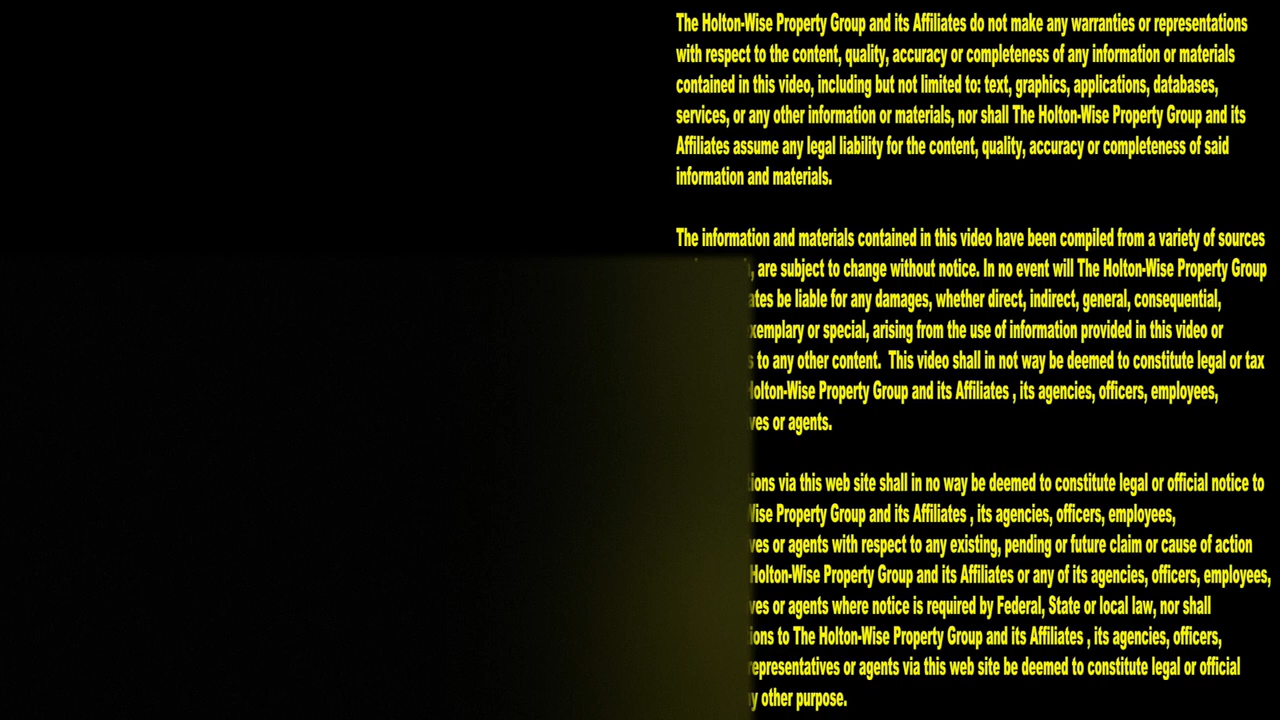 The Holton-Wise Property Group and its Affiliates do not make any warranties or representations
with respect to the content, quality, accuracy or completeness of any information or materials
contained in this video, including but not limited to: text, graphics, applications, databases,
services, or any other information or materials, nor shall The Holton-Wise Property Group and its
Affiliates assume any legal liability for the content, quality, accuracy or completeness of said
information and materials.
The information and materials contained in this video have been compiled from a variety of sources
, are subject to change without notice. In no event will The Holton-Wise Property Group
be liable for any damages, whether direct, indirect, general, consequential,
or special, arising from the use of information provided in this video or
to any other content. This video shall in not way be deemed to constitute legal or tax
Property Group and its Affiliates , its agencies, officers, employees,
or agents.
via this web site shall in no way be deemed to constitute legal or official notice to
Property Group and its Affiliates , its agencies, officers, employees,
or agents with respect to any existing, pending or future claim or cause of action
Holton-Wise Property Group and its Affiliates or any of its agencies, officers, employees,
or agents where notice is required by Federal, State or local law, nor shall
to The Holton-Wise Property Group and its Affiliates , its agencies, officers,
representatives or agents via this web site be deemed to constitute legal or official
other purpose.